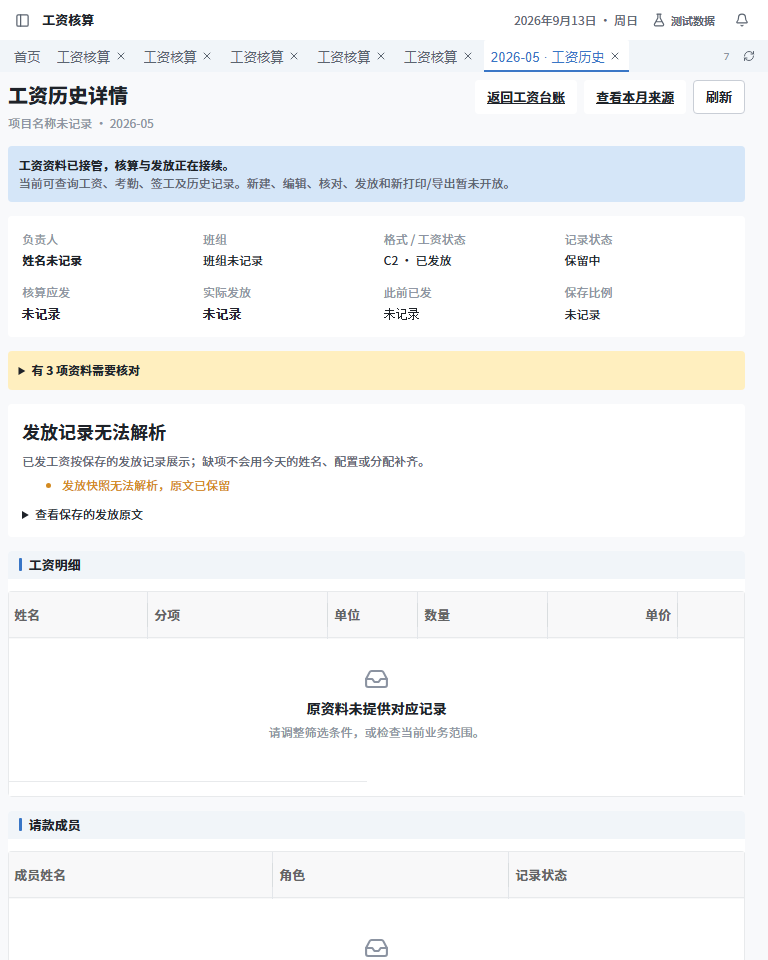 工资核算
2026年9月13日 • 周日
测试数据
首页
工资核算
工资核算
工资核算
工资核算
工资核算
2026-05 · 工资历史
7
工资历史详情
返回工资台账
查看本月来源
刷新
项目名称未记录 • 2026-05
工资资料已接管，核算与发放正在接续。
当前可查询工资、考勤、签工及历史记录。新建、编辑、核对、发放和新打印/导出暂未开放。
负责人
班组
格式 / 工资状态
记录状态
姓名未记录
班组未记录
C2 • 已发放
保留中
核算应发
实际发放
此前已发
保存比例
未记录
未记录
未记录
未记录
有 3 项资料需要核对
发放记录无法解析
已发工资按保存的发放记录展示；缺项不会用今天的姓名、配置或分配补齐。
发放快照无法解析，原文已保留
查看保存的发放原文
工资明细
姓名
分项
单位
数量
单价
原资料未提供对应记录
请调整筛选条件，或检查当前业务范围。
请款成员
成员姓名
角色
记录状态